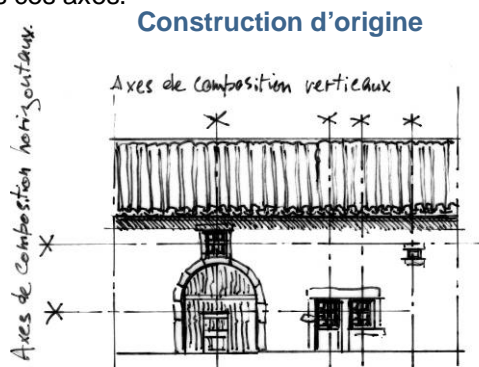 s ces axes.
Construction d’origine
Axes de composition verticaux
Axes de composition horizontaux.